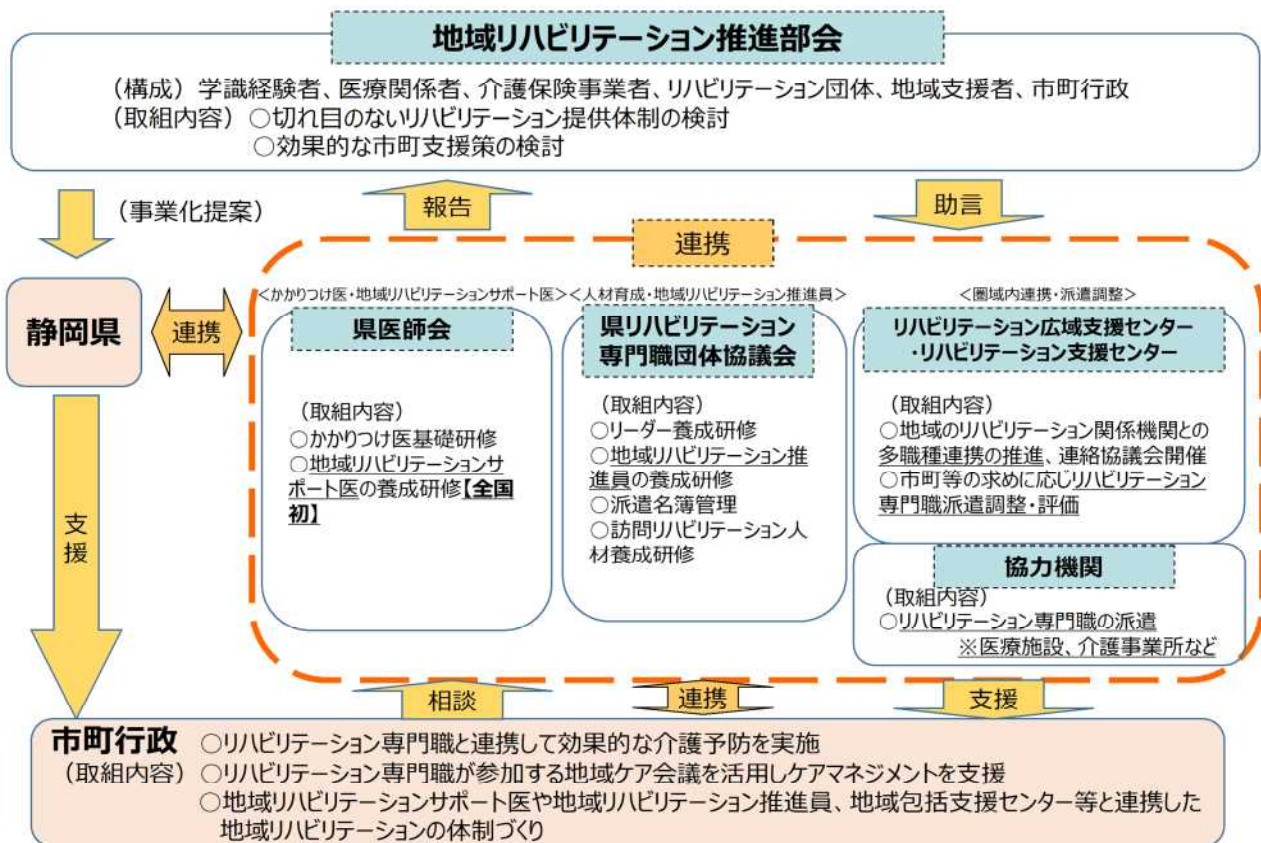 地域リハビリテーション推進部会
（構成）学識経験者、医療関係者、介護保険事業者、リハビリテーション団体、地域支援者、市町行政
（取組内容）○切れ目のないリハビリテーション提供体制の検討
○効果的な市町支援策の検討
（事業化提案）
報告
助言
連携
静岡県
連携
<かかりつけ医・地域リハビリテーションサポート医>
県医師会
（取組内容）
○かかりつけ医基礎研修
○地域リハビリテーションサ
ポート医の養成研修【全国
初】
<人材育成・地域リハビリテーション推進員>
県リハビリテーション
専門職団体協議会
（取組内容）
○リーダー養成研修
○地域リハビリテーション推
進員の養成研修
○派遣名簿管理
○訪問リハビリテーション人
材養成研修
<圏域内連携・派遣調整>
リハビリテーション広域支援センター
・リハビリテーション支援センター
（取組内容）
○地域のリハビリテーション関係機関との
多職種連携の推進、連絡協議会開催
○市町等の求めに応じリハビリテーション
専門職派遣調整・評価
協力機関
（取組内容）
○リハビリテーション専門職の派遣
※医療施設、介護事業所など
支援
相談
連携
支援
市町行政 ○リハビリテーション専門職と連携して効果的な介護予防を実施
（取組内容）○リハビリテーション専門職が参加する地域ケア会議を活用しケアマネジメントを支援
○地域リハビリテーションサポート医や地域リハビリテーション推進員、地域包括支援センター等と連携した
地域リハビリテーションの体制づくり